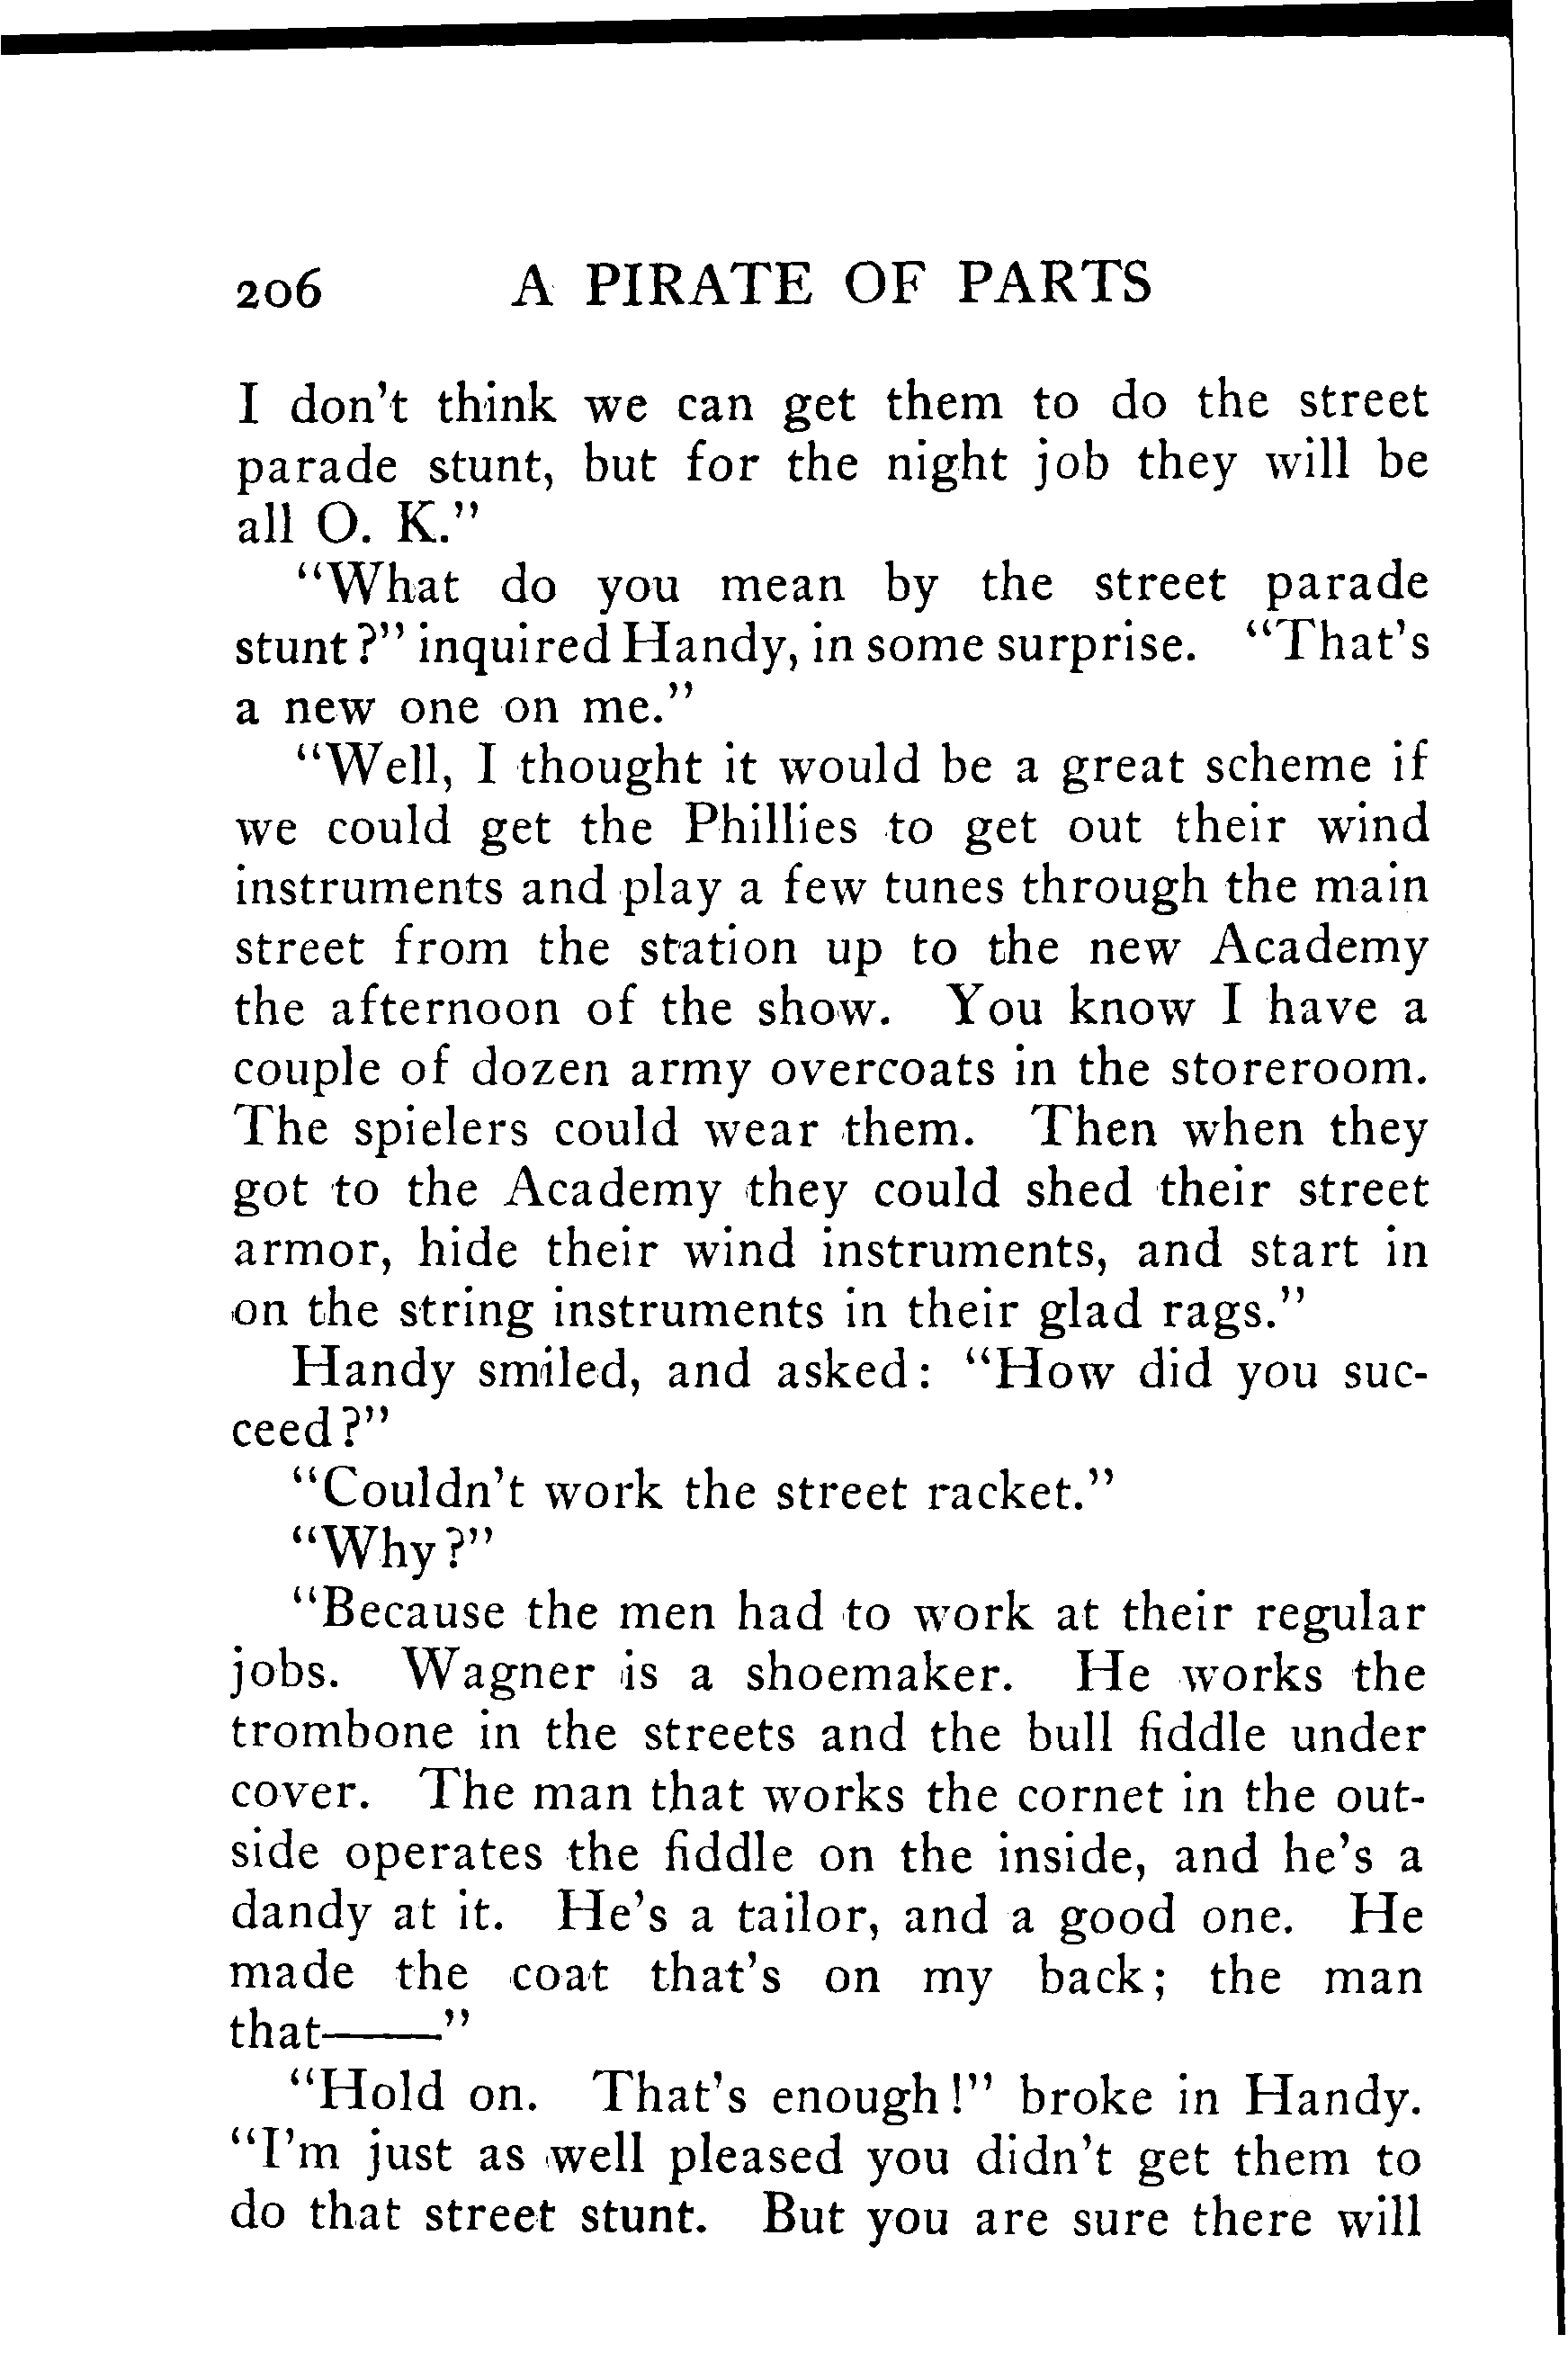 206 A PIRATE OF PARTS
I don't think we can get them to do the street
parade stunt, but for the night job they will be
all O. K."
"What do you mean by the street parade
stunt?" inquired Handy, in some surprise. "That's
a new one on me."
"Well, I thought it would be a great scheme if
we could get the Phillies to get out their wind
instruments and play a few tunes through the main
street from the station up to the new Academy
the afternoon of the show. You know I have a
couple of dozen army overcoats in the storeroom.
The spielers could wear them. Then when they
got to the Academy they could shed their street
armor, hide their wind instruments, and start in
on the string instruments in their glad rags."
Handy smiled, and asked: "How did you suc-
ceed?"
"Couldn't work the street racket."
"Why?"
"Because the men had to work at their regular
jobs. Wagner is a shoemaker. He works the
trombone in the streets and the bull fiddle under
cover. The man that works the cornet in the out-
side operates the fiddle on the inside, and he's a
dandy at it. He's a tailor, and a good one. He
made the coat that's on my back; the man
that——"
"Hold on. That's enough!" broke in Handy.
"I'm just as well pleased you didn't get them to
do that street stunt. But you are sure there will